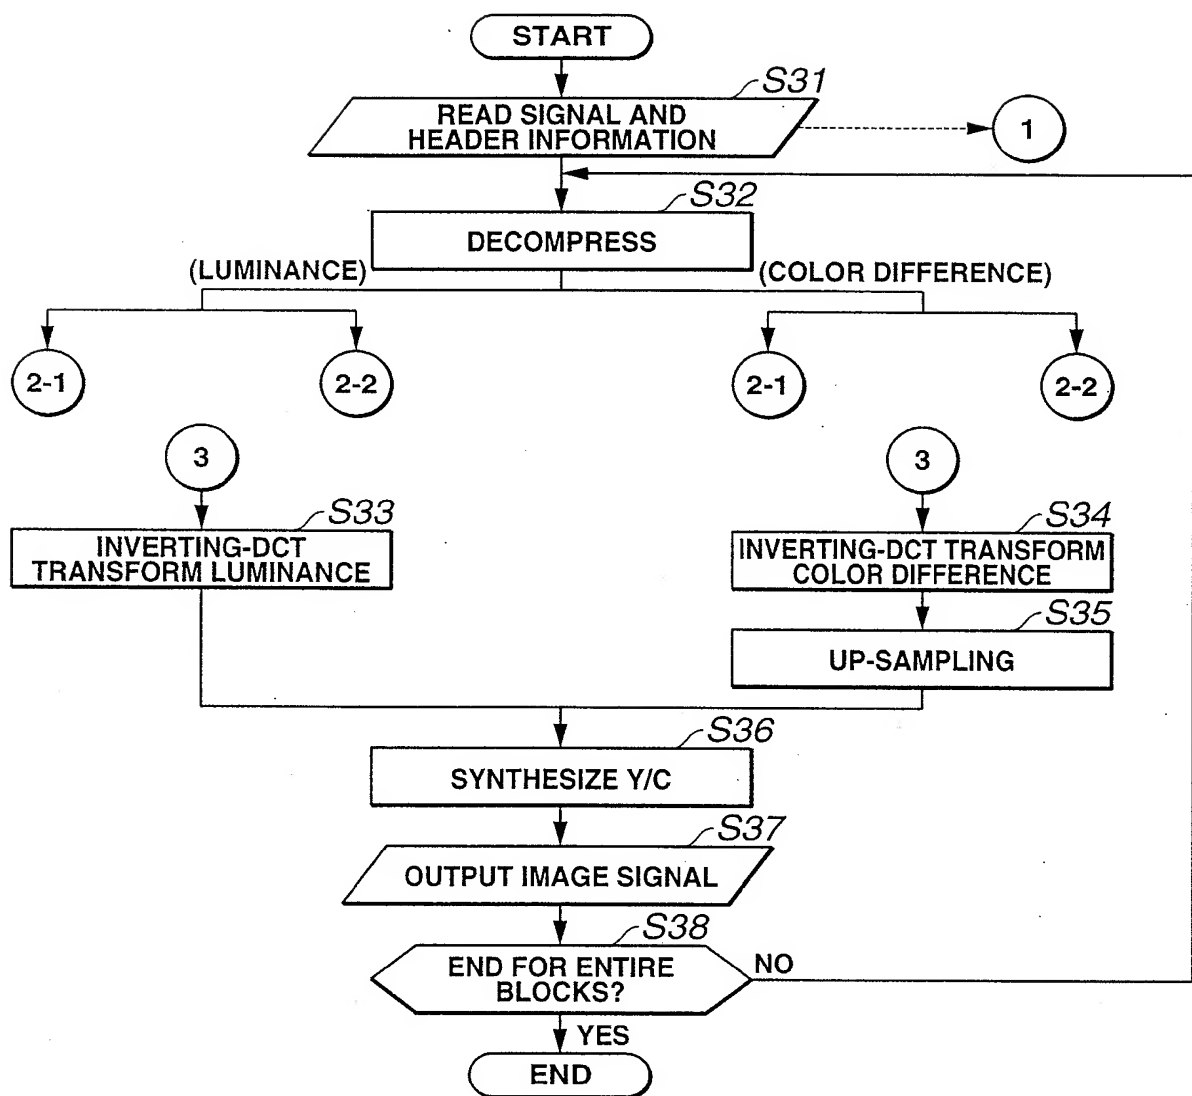 START
S31
READ SIGNAL AND
HEADER INFORMATION
1
S32
DECOMPRESS
(LUMINANCE)
(COLOR DIFFERENCE)
2-1
2-2
2-1
2-2
3
3
S33
INVERTING-DCT
TRANSFORM LUMINANCE
S34
INVERTING-DCT TRANSFORM
COLOR DIFFERENCE
S35
UP-SAMPLING
S36
SYNTHESIZE Y/C
S37
OUTPUT IMAGE SIGNAL
S38
END FOR ENTIRE
BLOCKS?
NO
YES
END